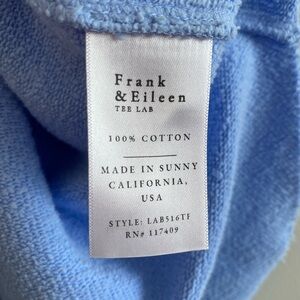 Frank
& Eileen
TEE LAB
100% COTTON
MADE IN SUNNY
CALIFORNIA,
USA
STYLE: LAB516TF
RN# 117409